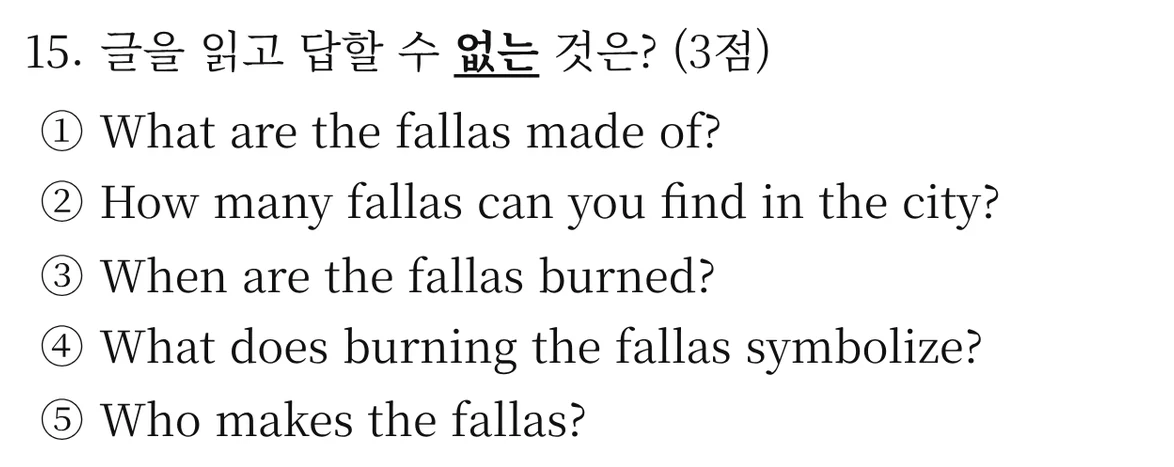 15. 글을 읽고 답할 수 없는 것은? (3점)
① What are the fallas made of?
② How many fallas can you find in the city?
③ When are the fallas burned?
④ What does burning the fallas symbolize?
⑤ Who makes the fallas?